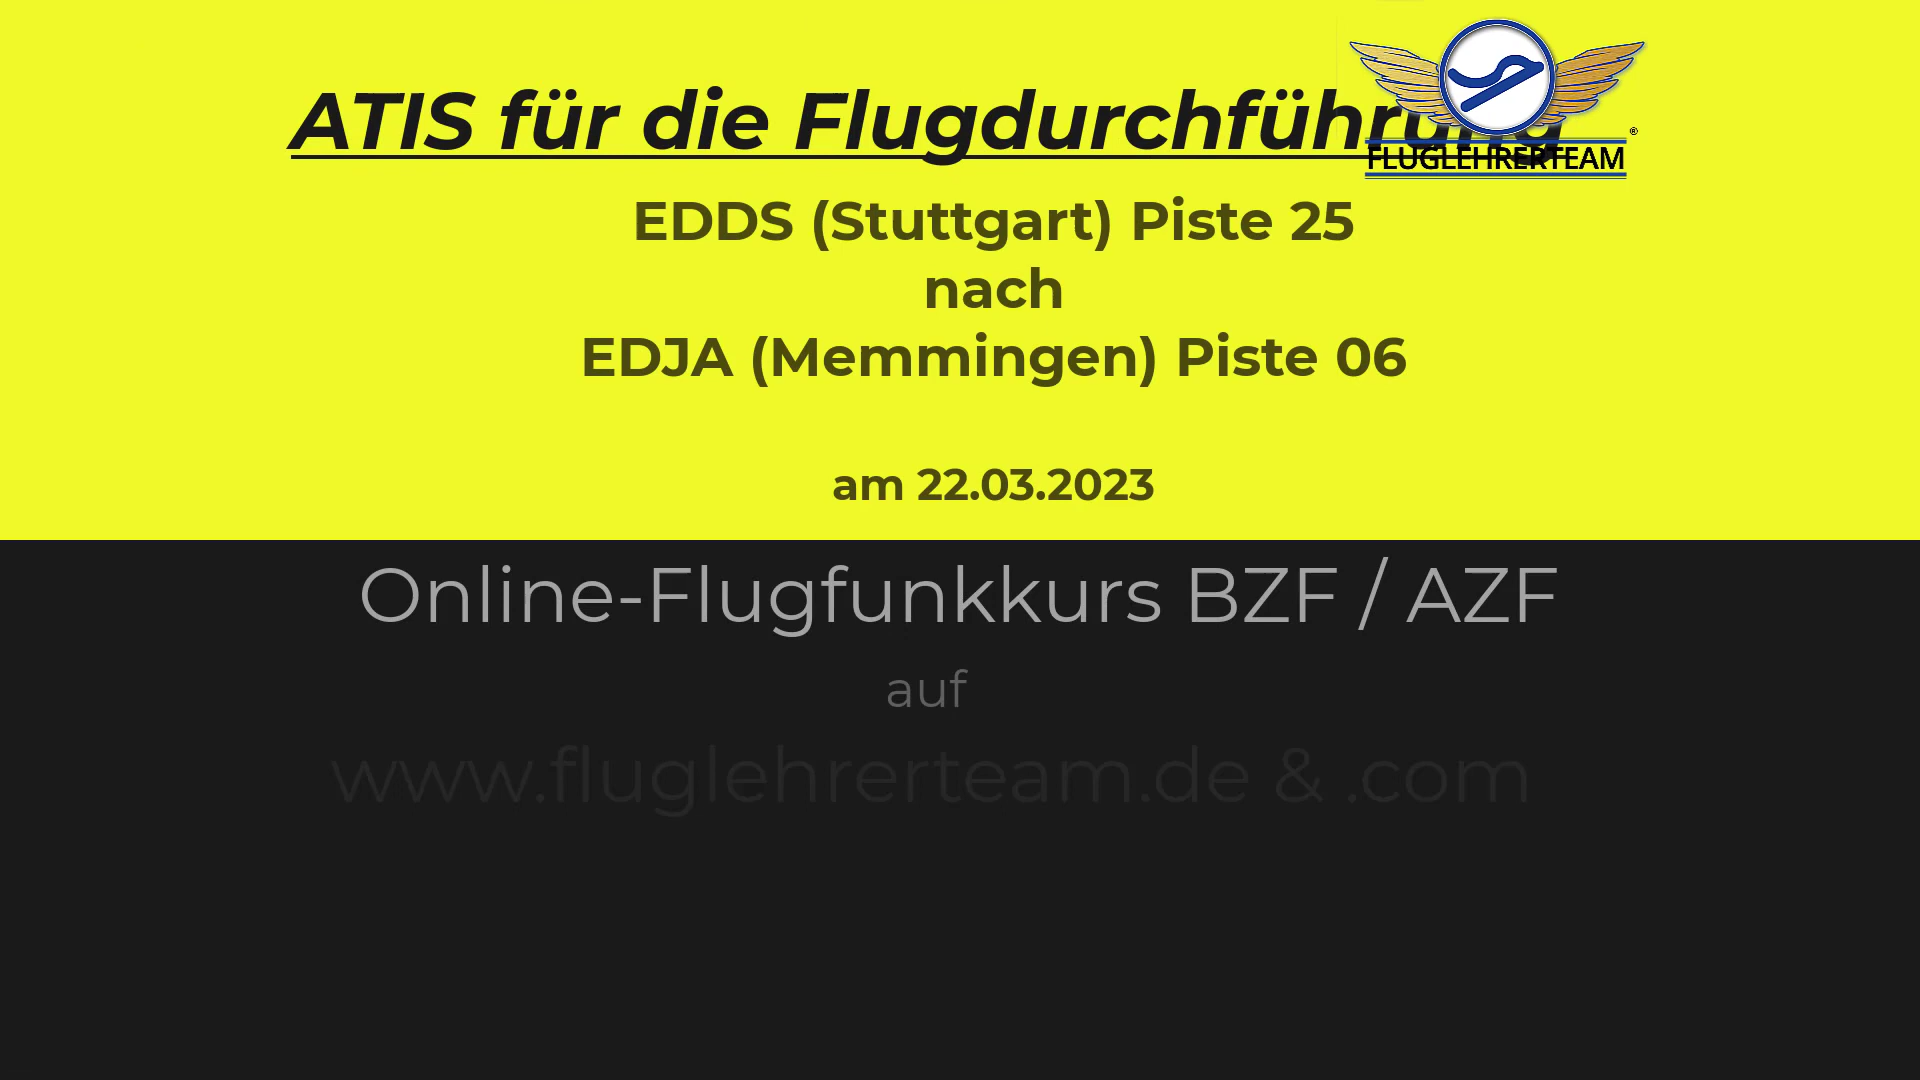 ATIS für die Flugdurchführung
FLUGLEHRERTEAM ®
EDDS (Stuttgart) Piste 25
nach
EDJA (Memmingen) Piste 06
am 22.03.2023
Online-Flugfunkkurs BZF / AZF
auf
www.fluglehrerteam.de & .com